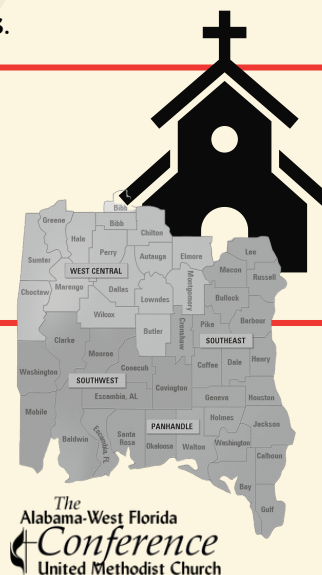 S.
Bibb
Greene
Bibb
Hale
Chilton
Perry
Autauga
Elmore
Lee
Sumter
WEST CENTRAL
Macon
Russell
Choctaw
Marengo
Dallas
Lowndes
Montgomery
Bullock
Wilcox
Butler
Crenshaw
Pike
Barbour
Clarke
SOUTHEAST
Monroe
Conecuh
Coffee
Dale
Henry
Washington
SOUTHWEST
Covington
Escambia, AL
Geneva
Houston
Mobile
Holmes
Jackson
PANHANDLE
Baldwin
Escambia, FL
Santa
Rosa
Okaloosa
Walton
Washington
Calhoun
Bay
Gulf
The
Alabama-West Florida
Conference
United Methodist Church